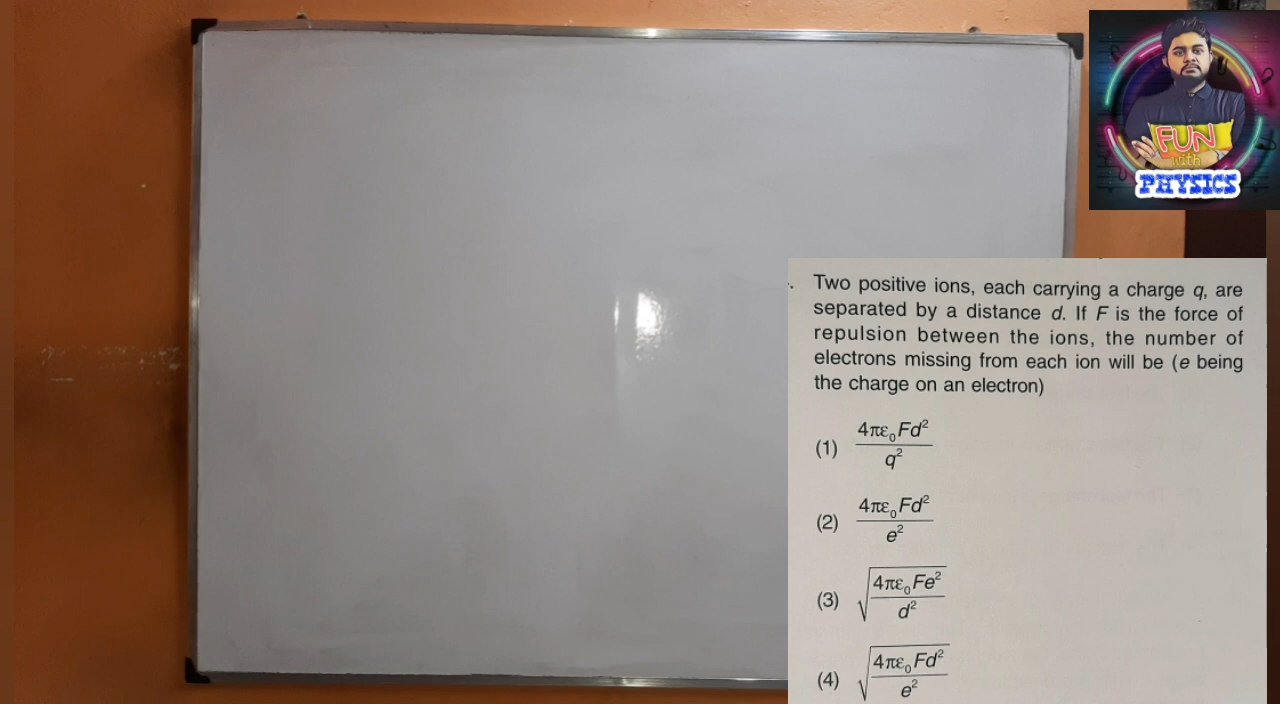 FUN
with
PHYSICS
Two positive ions, each carrying a charge q, are
separated by a distance d. If F is the force of
repulsion between the ions, the number of
electrons missing from each ion will be (e being
the charge on an electron)
(1) 4πε₀Fd² / q²
(2) 4πε₀Fd² / e²
(3) √(4πε₀Fe² / d²)
(4) √(4πε₀Fd² / e²)